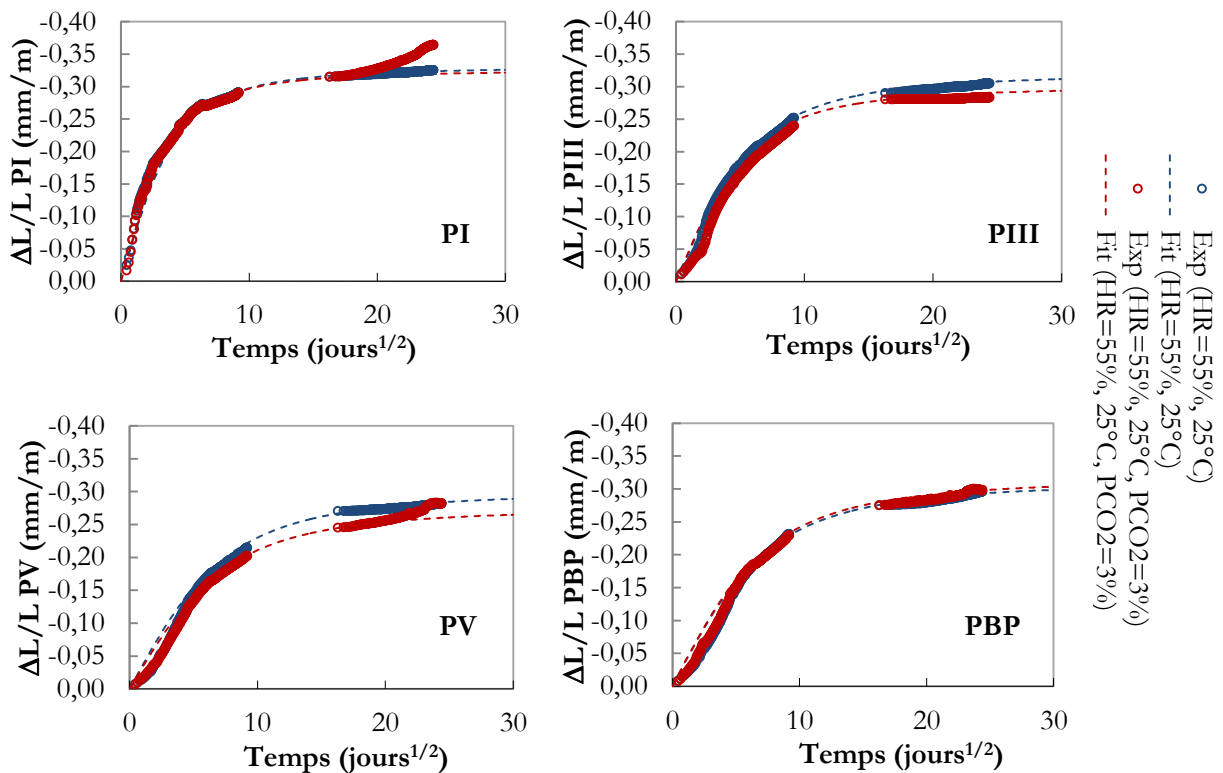 -0,40
-0,35
-0,30
-0,25
-0,20
-0,15
-0,10
-0,05
0,00
ΔL/L PI (mm/m)
PI
0 10 20 30
Temps (jours1/2)
-0,40
-0,35
-0,30
-0,25
-0,20
-0,15
-0,10
-0,05
0,00
ΔL/L PIII (mm/m)
PIII
0 10 20 30
Temps (jours1/2)
-0,40
-0,35
-0,30
-0,25
-0,20
-0,15
-0,10
-0,05
0,00
ΔL/L PV (mm/m)
PV
0 10 20 30
Temps (jours1/2)
-0,40
-0,35
-0,30
-0,25
-0,20
-0,15
-0,10
-0,05
0,00
ΔL/L PBP (mm/m)
PBP
0 10 20 30
Temps (jours1/2)
Exp (HR=55%, 25°C)
Fit (HR=55%, 25°C)
Exp (HR=55%, 25°C, PCO2=3%)
Fit (HR=55%, 25°C, PCO2=3%)